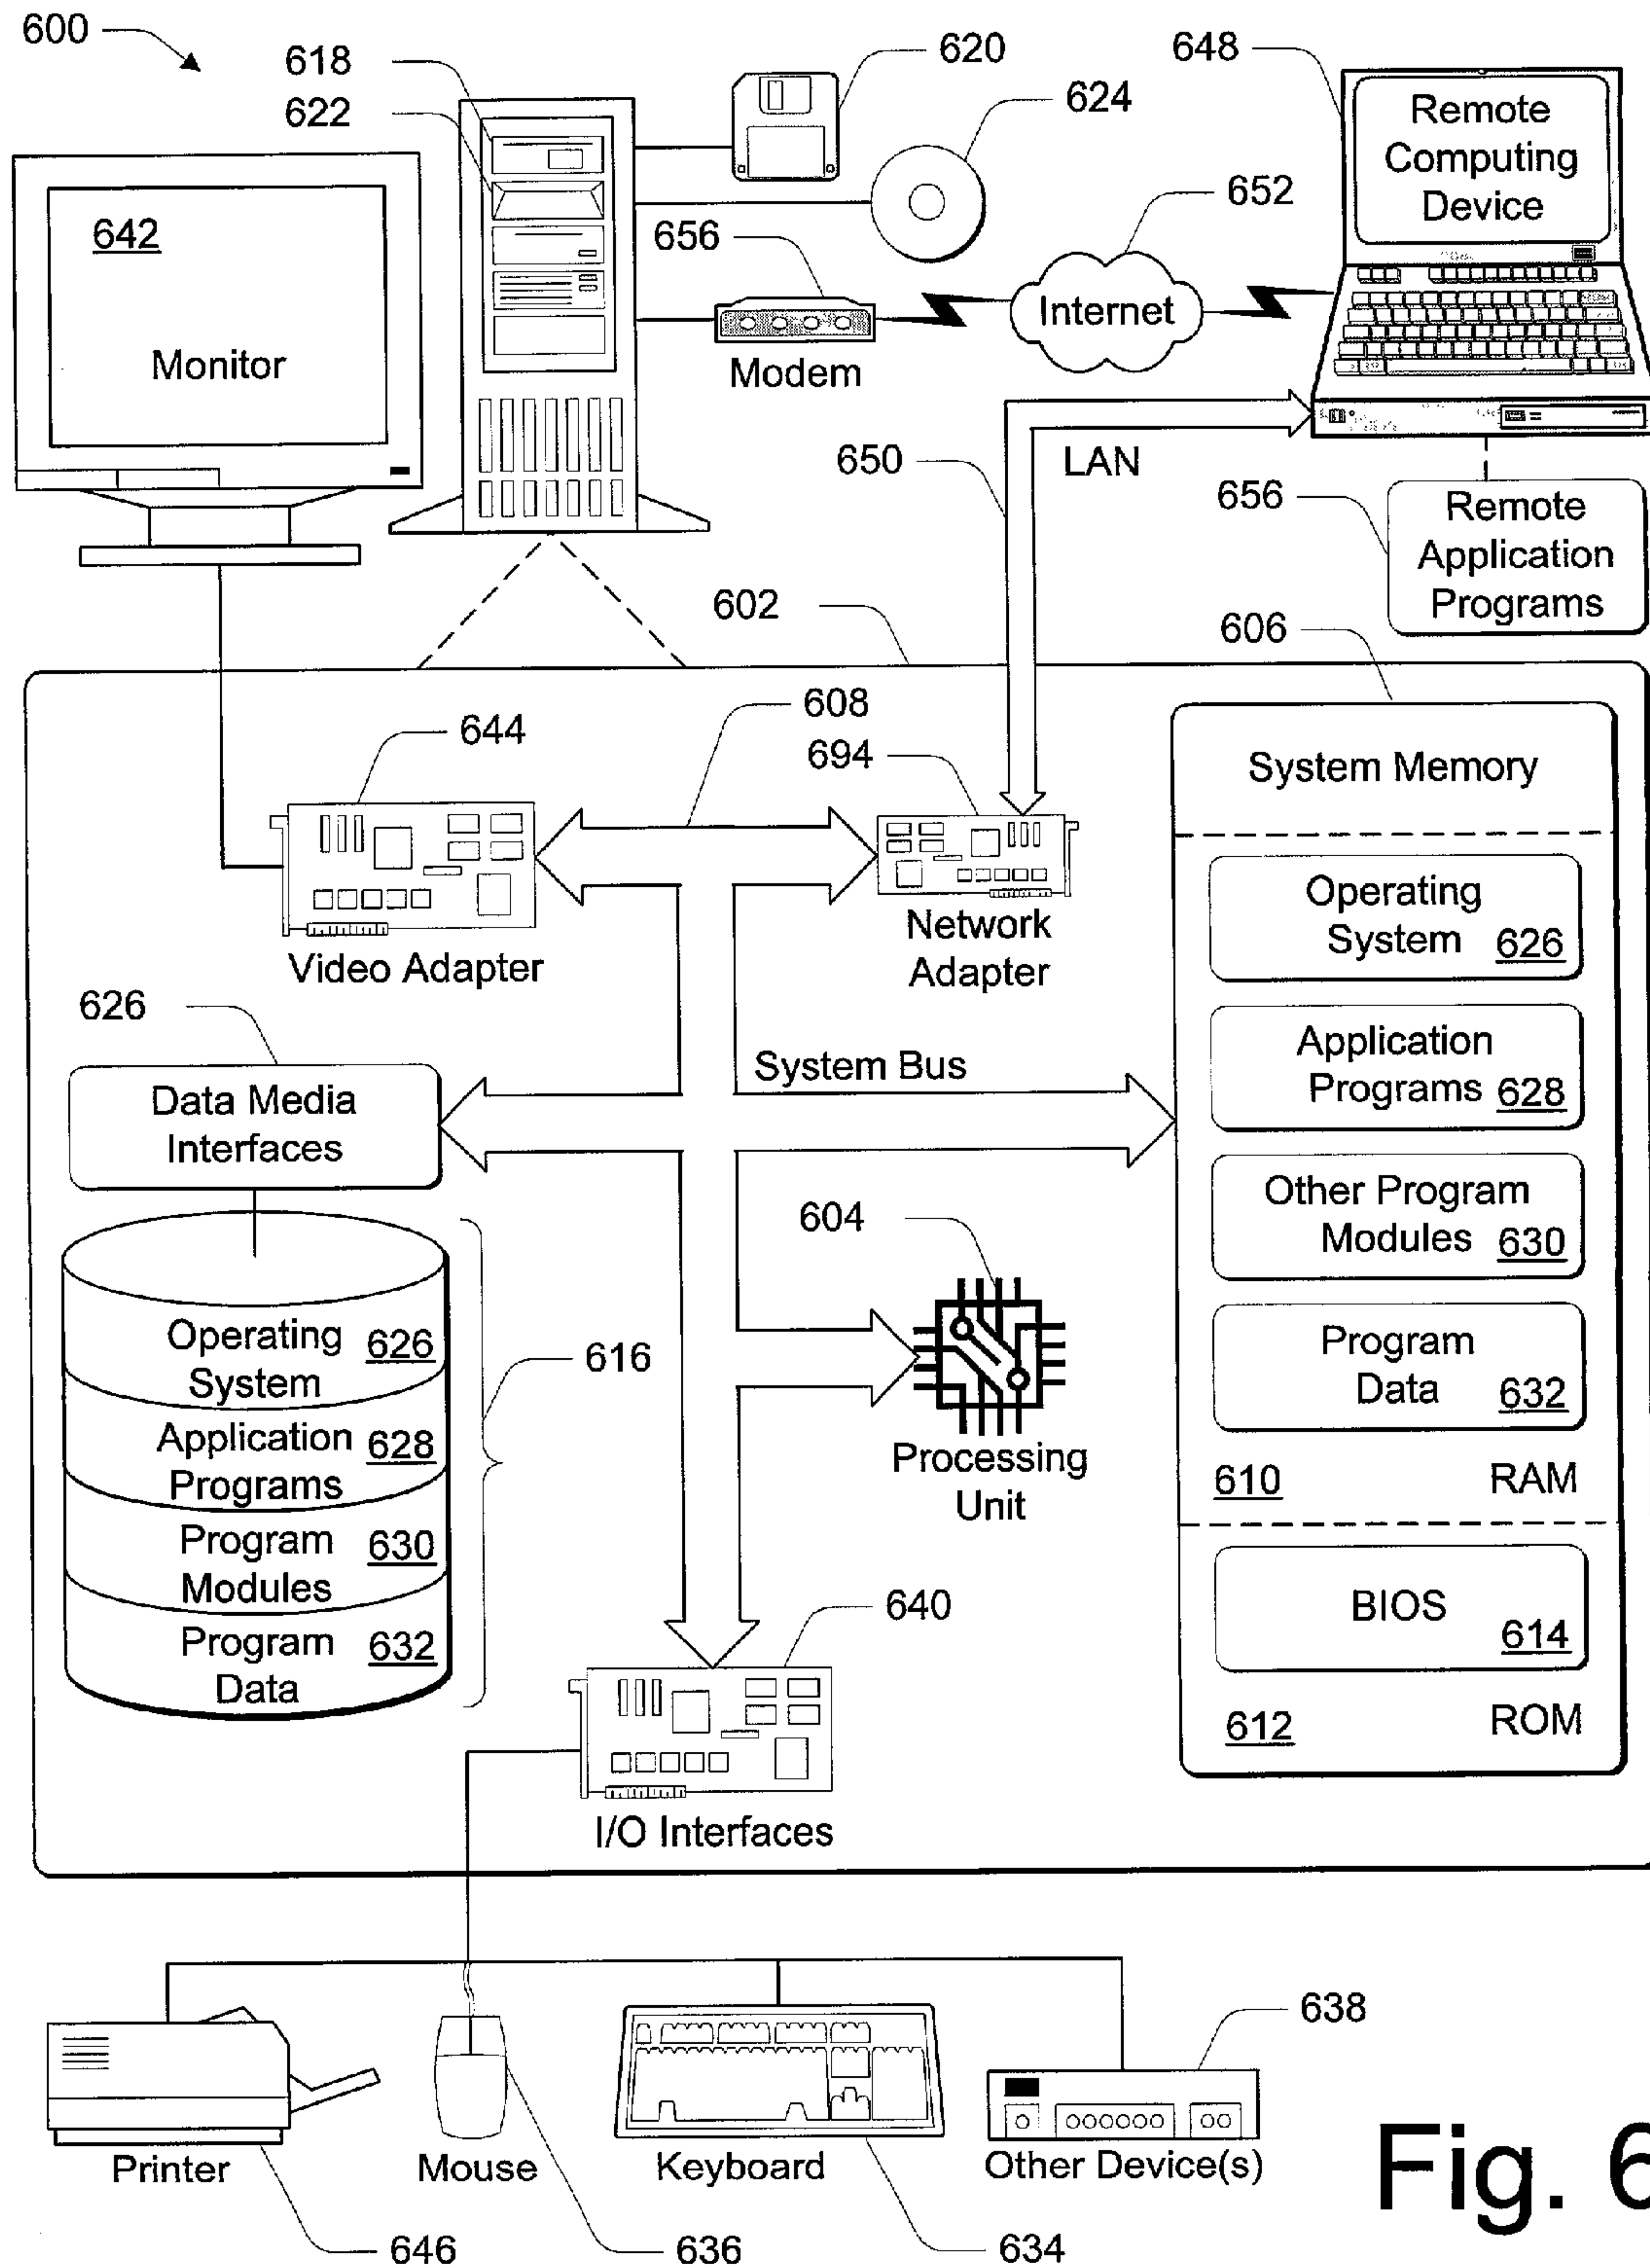 600
618
622
620
624
648
Remote
Computing
Device
652
642
Monitor
656
Modem
Internet
650
LAN
656
Remote
Application
Programs
602
606
608
644
694
Video Adapter
Network
Adapter
System Memory
Operating
System 626
Application
Programs 628
Other Program
Modules 630
Program
Data 632
610 RAM
BIOS
614
612 ROM
626
Data Media
Interfaces
System Bus
604
Processing
Unit
616
Operating 626
System
Application 628
Programs
Program 630
Modules
Program 632
Data
640
I/O Interfaces
638
Printer
Mouse
Keyboard
Other Device(s)
646
636
634
Fig. 6